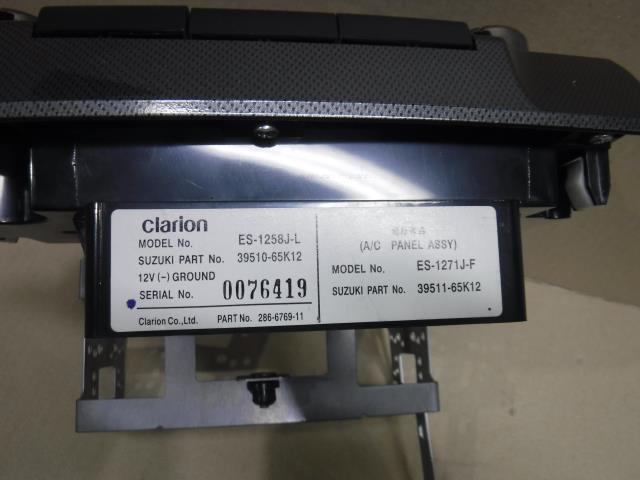 clarion
MODEL No. ES-1258J-L
SUZUKI PART No. 39510-65K12
12V (−) GROUND
SERIAL No. 0076419
Clarion Co., Ltd. PART No. 286-6769-11
(A/C PANEL ASSY)
MODEL No. ES-1271J-F
SUZUKI PART No. 39511-65K12